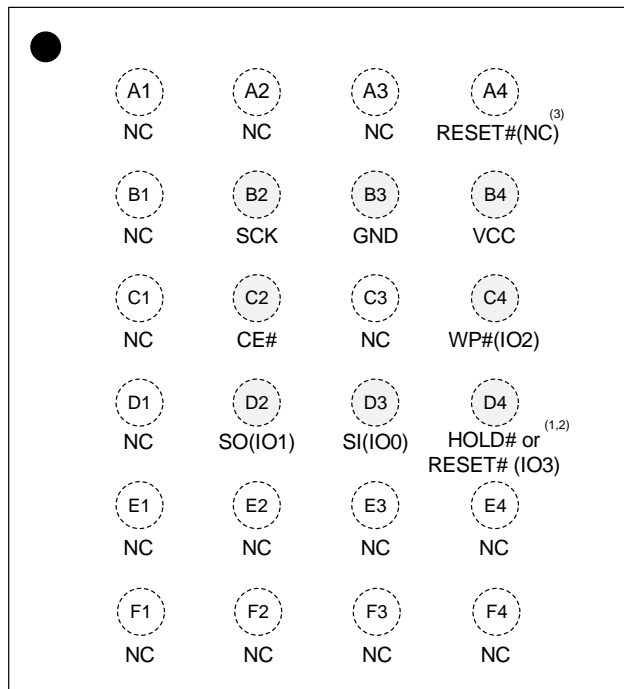 A1 A2 A3 A4
NC NC NC RESET#(NC) (3)
B1 B2 B3 B4
NC SCK GND VCC
C1 C2 C3 C4
NC CE# NC WP#(IO2)
D1 D2 D3 D4
NC SO(IO1) SI(IO0) HOLD# or (1,2)
RESET# (IO3)
E1 E2 E3 E4
NC NC NC NC
F1 F2 F3 F4
NC NC NC NC